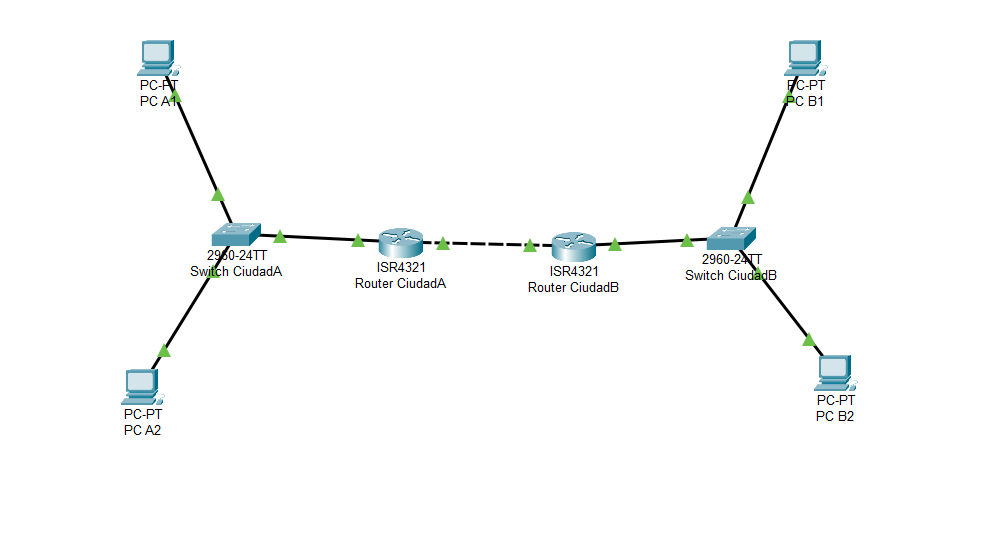 PC-PT
PC A1
PC-PT
PC B1
2960-24TT
Switch CiudadA
ISR4321
Router CiudadA
ISR4321
Router CiudadB
2960-24TT
Switch CiudadB
PC-PT
PC A2
PC-PT
PC B2